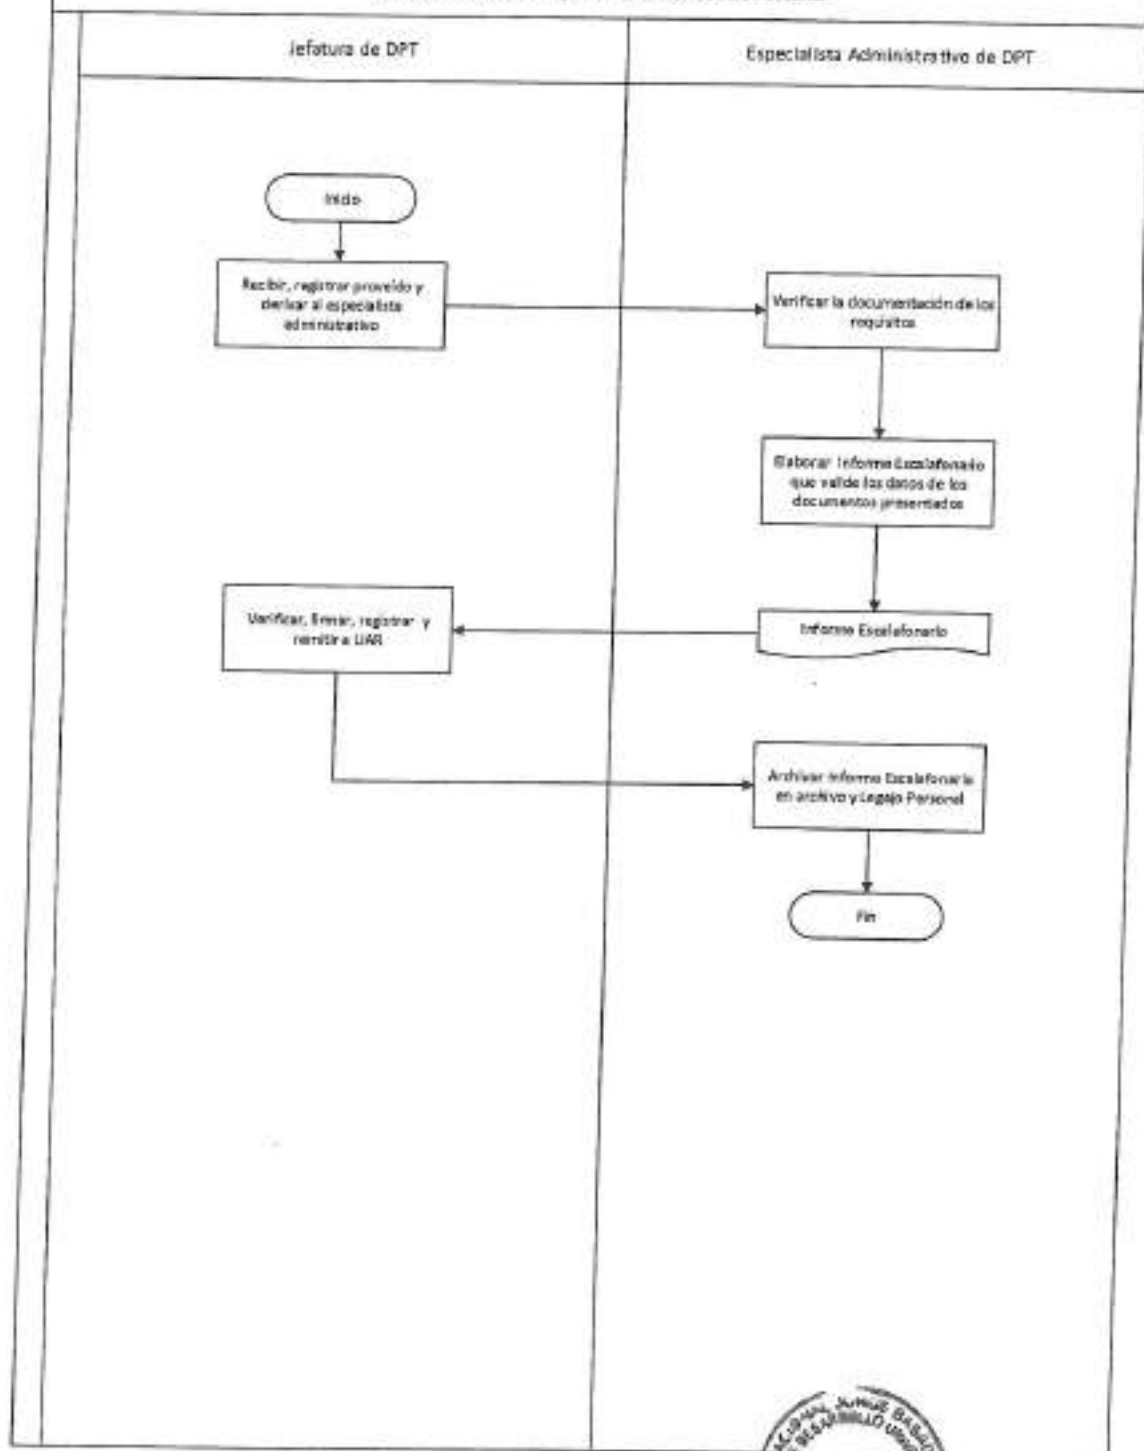 Jefatura de DPT
Especialista Administrativo de DPT
Inicio
Recibir, registrar proveído y
derivar al especialista
administrativo
Verificar la documentación de los
requisitos
Elaborar Informe Escalafonario
que valide los datos de los
documentos presentados
Informe Escalafonario
Verificar, firmar, registrar y
remitir a UAR
Archivar Informe Escalafonario
en archivo y Legajo Personal
Fin
DESARROLLO